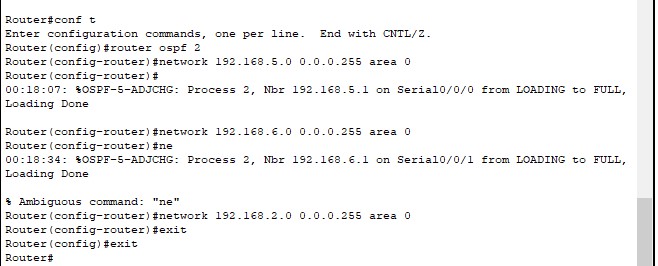 Router#conf t
Enter configuration commands, one per line.  End with CNTL/Z.
Router(config)#router ospf 2
Router(config-router)#network 192.168.5.0 0.0.0.255 area 0
Router(config-router)#
00:18:07: %OSPF-5-ADJCHG: Process 2, Nbr 192.168.5.1 on Serial0/0/0 from LOADING to FULL,
Loading Done
Router(config-router)#network 192.168.6.0 0.0.0.255 area 0
Router(config-router)#ne
00:18:34: %OSPF-5-ADJCHG: Process 2, Nbr 192.168.6.1 on Serial0/0/1 from LOADING to FULL,
Loading Done
% Ambiguous command: "ne"
Router(config-router)#network 192.168.2.0 0.0.0.255 area 0
Router(config-router)#exit
Router(config)#exit
Router#